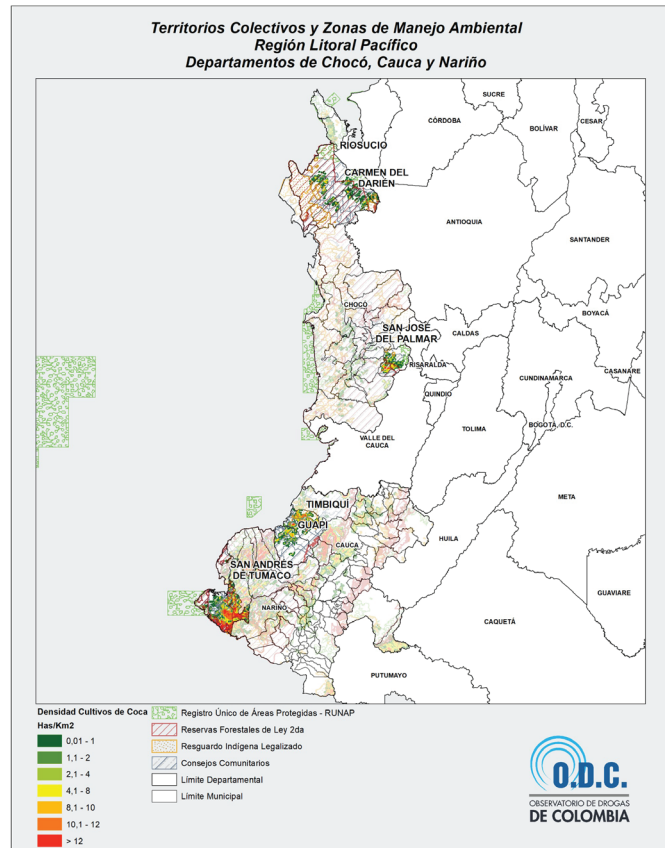 Territorios Colectivos y Zonas de Manejo Ambiental
Región Litoral Pacífico
Departamentos de Chocó, Cauca y Nariño
SUCRE
CÓRDOBA
CESAR
BOLÍVAR
RIOSUCIO
CARMEN DEL
DARIÉN
ANTIOQUIA
SANTANDER
CHOCÓ
BOYACÁ
SAN JOSÉ
DEL PALMAR
CALDAS
RISARALDA
CUNDINAMARCA
CASANARE
QUINDIO
VALLE DEL
CAUCA
TOLIMA
BOGOTÁ, D.C.
META
TIMBIQUÍ
GUAPI
CAUCA
HUILA
SAN ANDRÉS
DE TUMACO
NARIÑO
GUAVIARE
CAQUETÁ
PUTUMAYO
Densidad Cultivos de Coca
Has/Km2
0,01 - 1
1,1 - 2
2,1 - 4
4,1 - 8
8,1 - 10
10,1 - 12
> 12
Registro Único de Áreas Protegidas - RUNAP
Reservas Forestales de Ley 2da
Resguardo Indígena Legalizado
Consejos Comunitarios
Límite Departamental
Límite Municipal
O.D.C.
OBSERVATORIO DE DROGAS
DE COLOMBIA